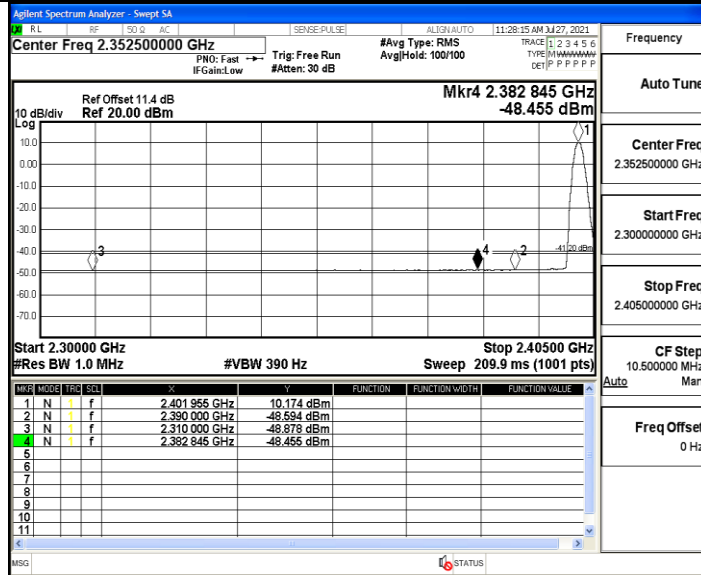 Agilent Spectrum Analyzer - Swept SA
RL RF 50 Ω AC SENSE:PULSE ALIGNAUTO 11:28:15 AM Jul 27, 2021
Center Freq 2.352500000 GHz
PNO: Fast
IFGain:Low
Trig: Free Run
#Atten: 30 dB
#Avg Type: RMS
Avg|Hold: 100/100
TRACE 1 2 3 4 5 6
TYPE MWWWWW
DET P P P P P P
Mkr4 2.382 845 GHz
-48.455 dBm
Ref Offset 11.4 dB
10 dB/div Ref 20.00 dBm
Log
10.0
0.00
-10.0
-20.0
-30.0
-40.0
-50.0
-60.0
-70.0
1
3
4
2
-41.20 dBm
Start 2.30000 GHz Stop 2.40500 GHz
#Res BW 1.0 MHz #VBW 390 Hz Sweep 209.9 ms (1001 pts)
MKR MODE TRC SCL X Y FUNCTION FUNCTION WIDTH FUNCTION VALUE
1 N 1 f 2.401 955 GHz 10.174 dBm
2 N 1 f 2.390 000 GHz -48.594 dBm
3 N 1 f 2.310 000 GHz -48.878 dBm
4 N 1 f 2.382 845 GHz -48.455 dBm
5
6
7
8
9
10
11
MSG STATUS
Frequency
Auto Tune
Center Freq
2.352500000 GHz
Start Freq
2.300000000 GHz
Stop Freq
2.405000000 GHz
CF Step
10.500000 MHz
Auto Man
Freq Offset
0 Hz